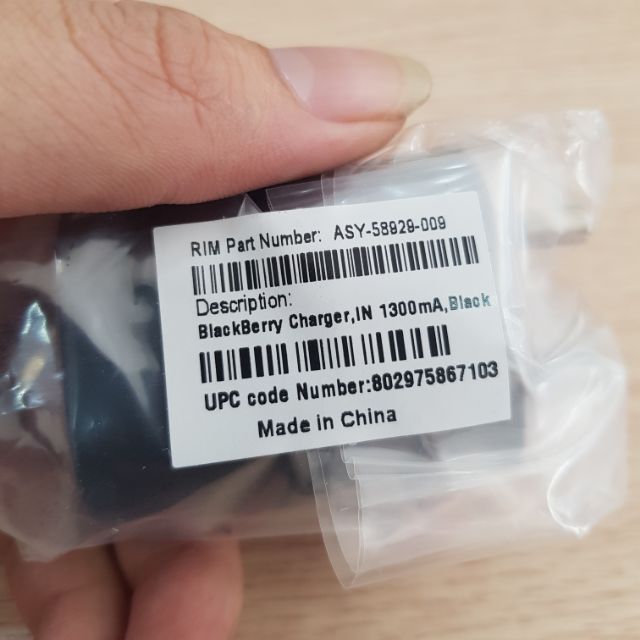 RIM Part Number: ASY-58929-009
Description:
BlackBerry Charger,IN 1300mA,Black
UPC code Number:802975867103
Made in China